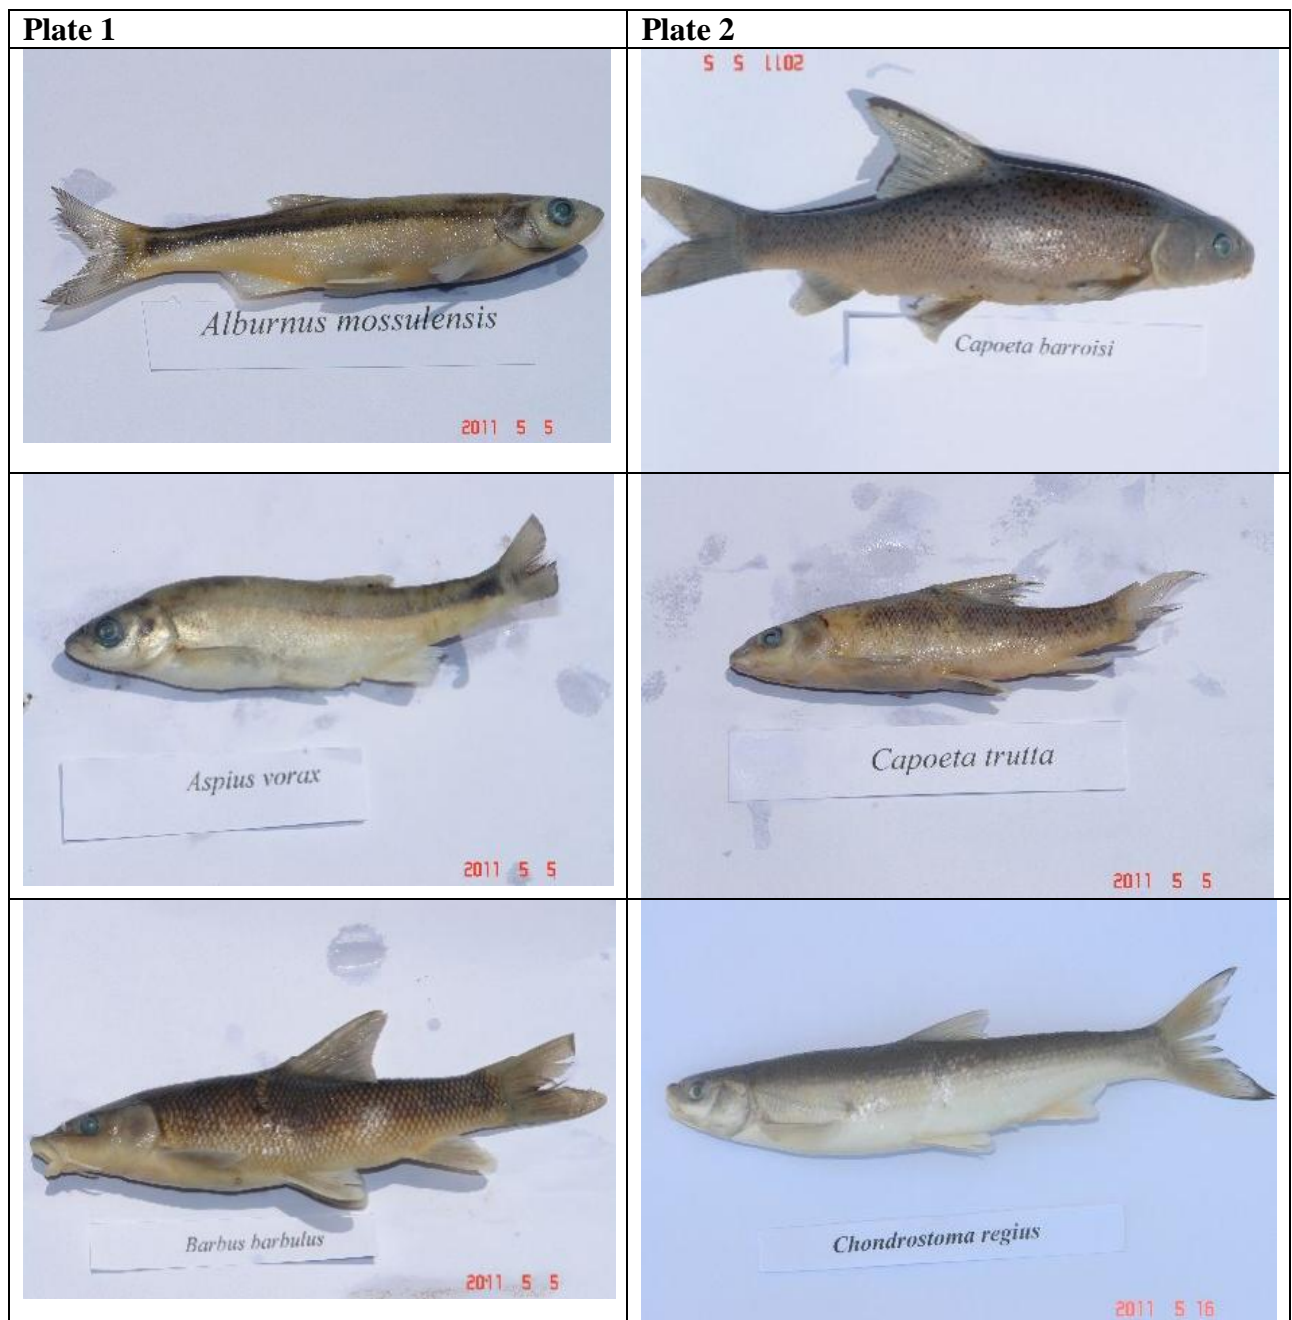 Plate 1
Plate 2
Alburnus mossulensis
2011 5 5
2011 5 5
Capoeta barroisi
Aspius vorax
2011 5 5
Capoeta trutta
2011 5 5
Barbus barbulus
2011 5 5
Chondrostoma regius
2011 5 16